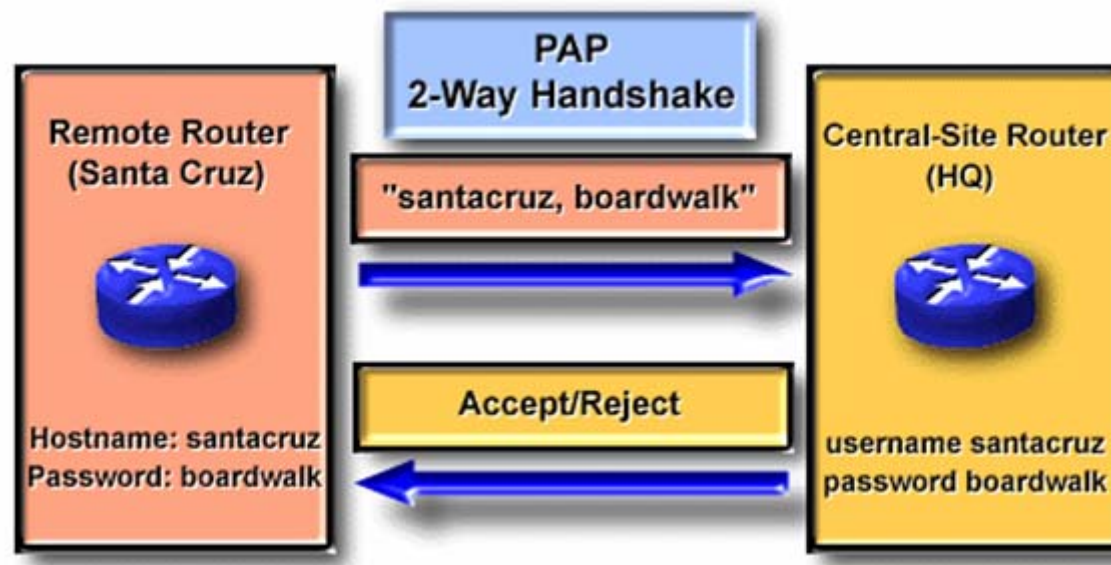 PAP
2-Way Handshake
Remote Router
(Santa Cruz)
Hostname: santacruz
Password: boardwalk
"santacruz, boardwalk"
Accept/Reject
Central-Site Router
(HQ)
username santacruz
password boardwalk